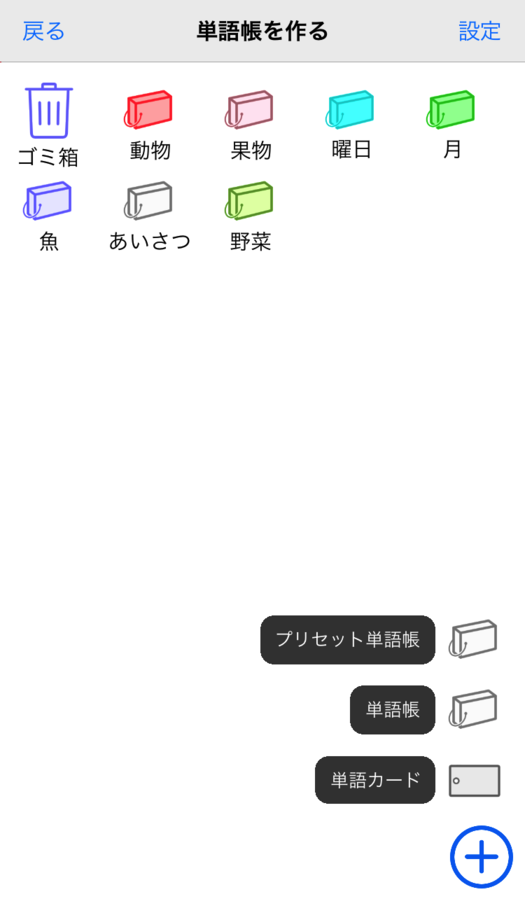 戻る
単語帳を作る
設定
ゴミ箱
動物
果物
曜日
月
魚
あいさつ
野菜
プリセット単語帳
単語帳
単語カード